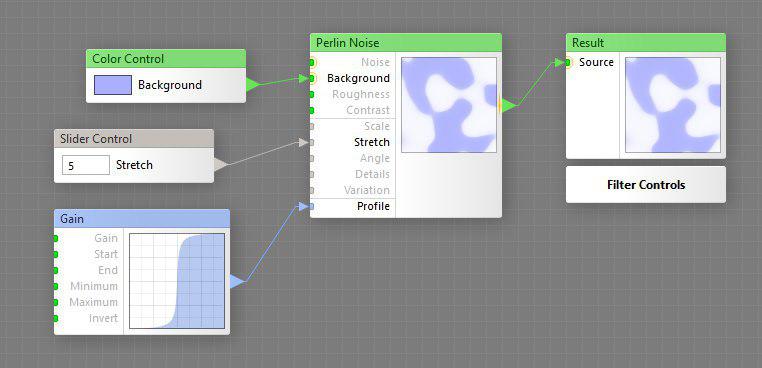 Color Control
Background
Slider Control
5
Stretch
Gain
Gain
Start
End
Minimum
Maximum
Invert
Perlin Noise
Noise
Background
Roughness
Contrast
Scale
Stretch
Angle
Details
Variation
Profile
Result
Source
Filter Controls